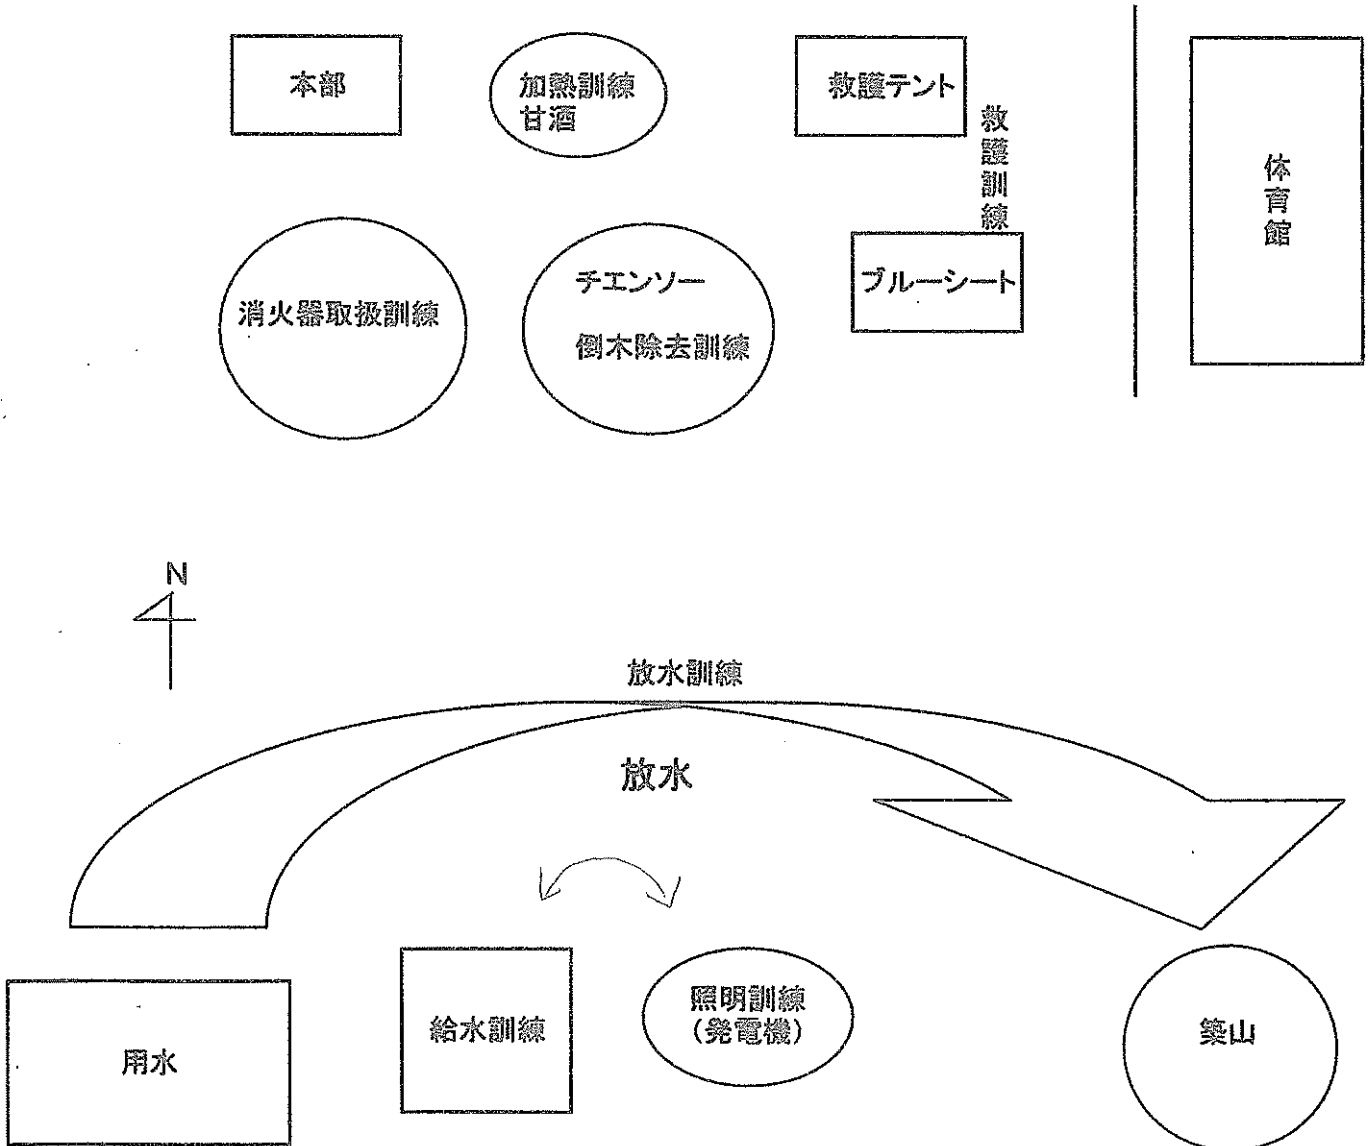 本部
加熱訓練
甘酒
救護テント
救護訓練
体育館
消火器取扱訓練
チエンソー
倒木除去訓練
ブルーシート
N
放水訓練
放水
用水
給水訓練
照明訓練
(発電機)
築山